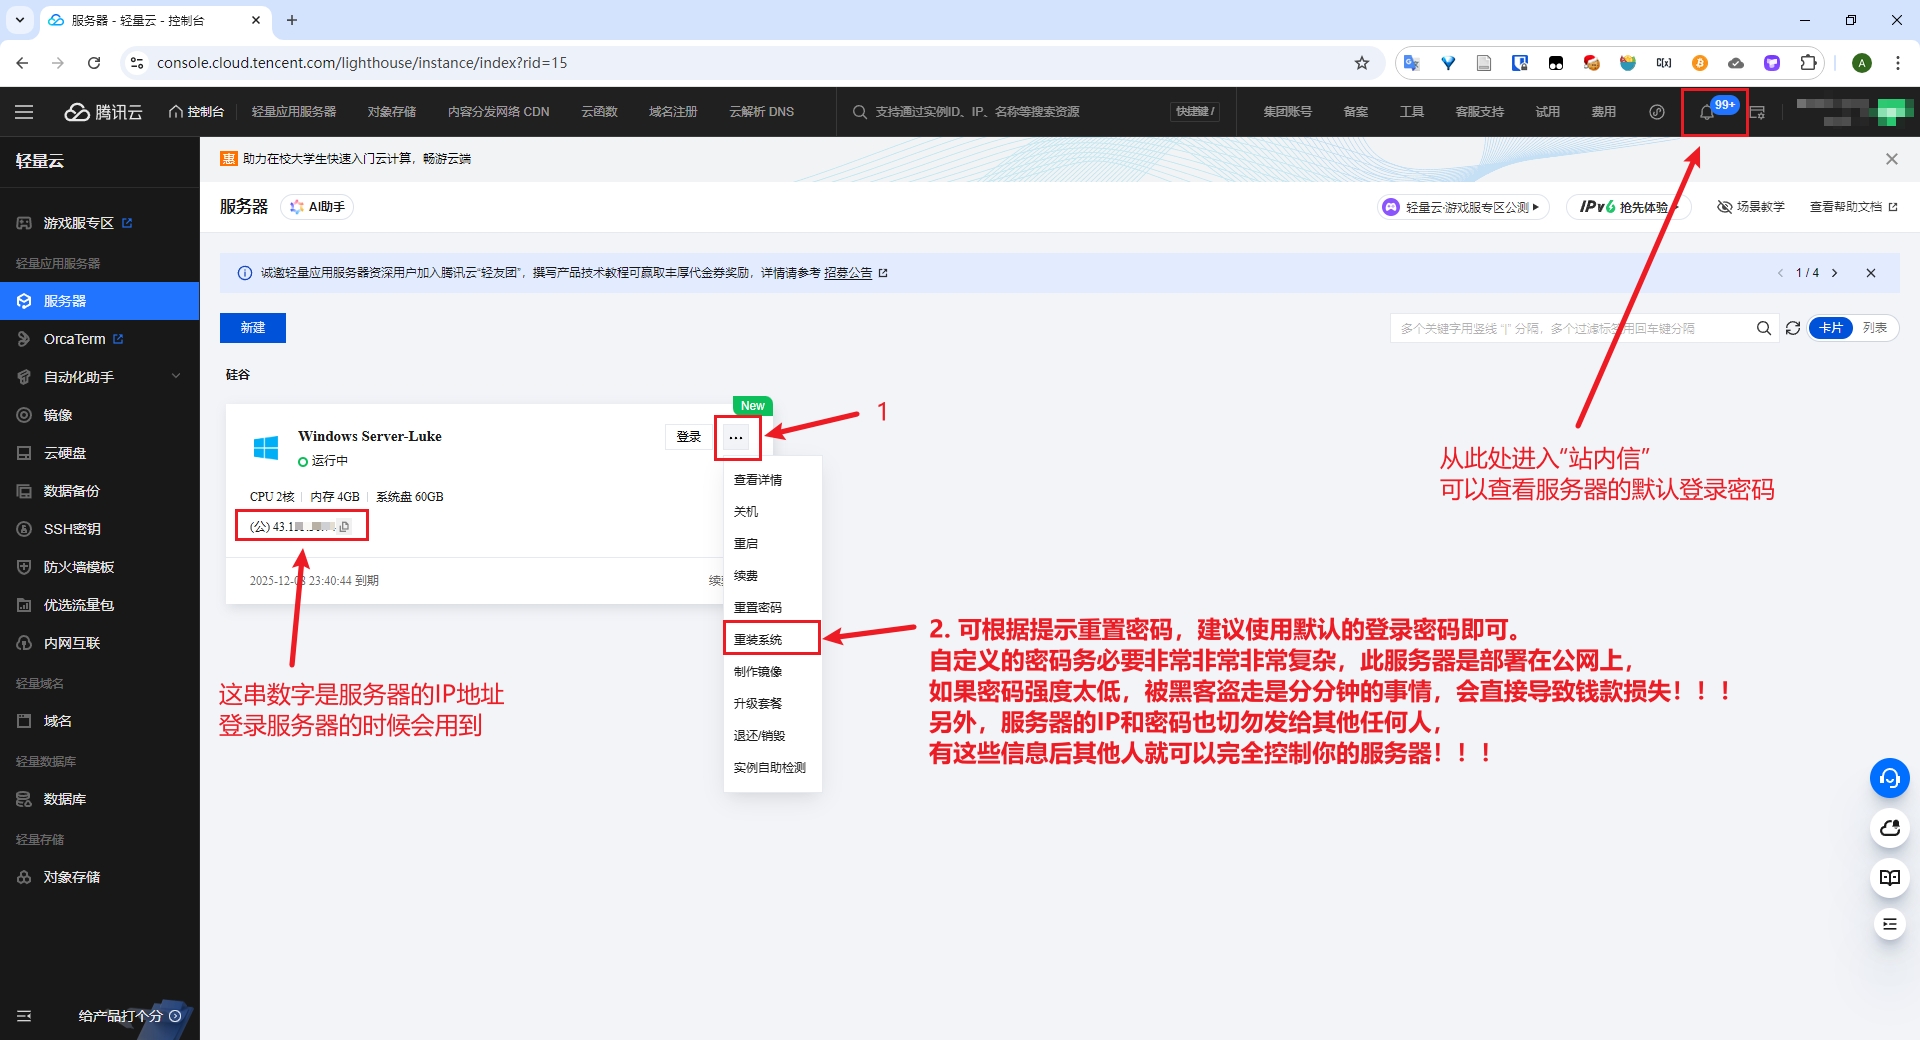 服务器 - 轻量云 - 控制台
console.cloud.tencent.com/lighthouse/instance/index?rid=15
腾讯云
控制台
轻量应用服务器
对象存储
内容分发网络 CDN
云函数
域名注册
云解析 DNS
支持通过实例ID、IP、名称等搜索资源
快捷键 /
集团账号
备案
工具
客服支持
试用
费用
99+
轻量云
惠 助力在校大学生快速入门云计算，畅游云端
服务器
AI助手
轻量云·游戏服专区公测
IPv6 抢先体验
场景教学
查看帮助文档
游戏服专区
轻量应用服务器
服务器
OrcaTerm
自动化助手
镜像
云硬盘
数据备份
SSH密钥
防火墙模板
优选流量包
内网互联
轻量域名
域名
轻量数据库
数据库
轻量存储
对象存储
给产品打个分
诚邀轻量应用服务器资深用户加入腾讯云“轻友团”，撰写产品技术教程可赢取丰厚代金券奖励，详情请参考 招募公告
1 / 4
新建
多个关键字用竖线 “|” 分隔，多个过滤标签用回车键分隔
卡片
列表
硅谷
New
1
Windows Server-Luke
运行中
登录
CPU 2核
内存 4GB
系统盘 60GB
(公) 43.1
2025-12-08 23:40:44 到期
查看详情
关机
重启
续费
重置密码
重装系统
制作镜像
升级套餐
退还/销毁
实例自助检测
从此处进入“站内信”
可以查看服务器的默认登录密码
这串数字是服务器的IP地址
登录服务器的时候会用到
2. 可根据提示重置密码，建议使用默认的登录密码即可。
自定义的密码务必要非常非常非常复杂，此服务器是部署在公网上，
如果密码强度太低，被黑客盗走是分分钟的事情，会直接导致钱款损失！！！
另外，服务器的IP和密码也切勿发给其他任何人，
有这些信息后其他人就可以完全控制你的服务器！！！